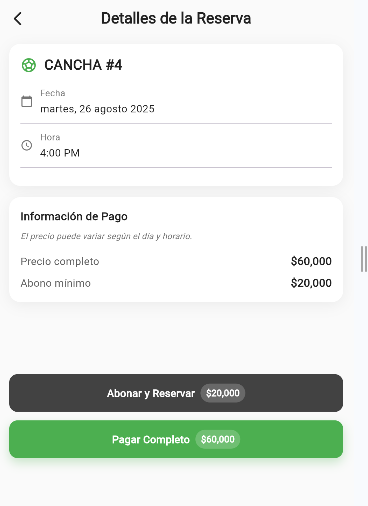 Detalles de la Reserva
CANCHA #4
Fecha
martes, 26 agosto 2025
Hora
4:00 PM
Información de Pago
El precio puede variar según el día y horario.
Precio completo $60,000
Abono mínimo $20,000
Abonar y Reservar $20,000
Pagar Completo $60,000